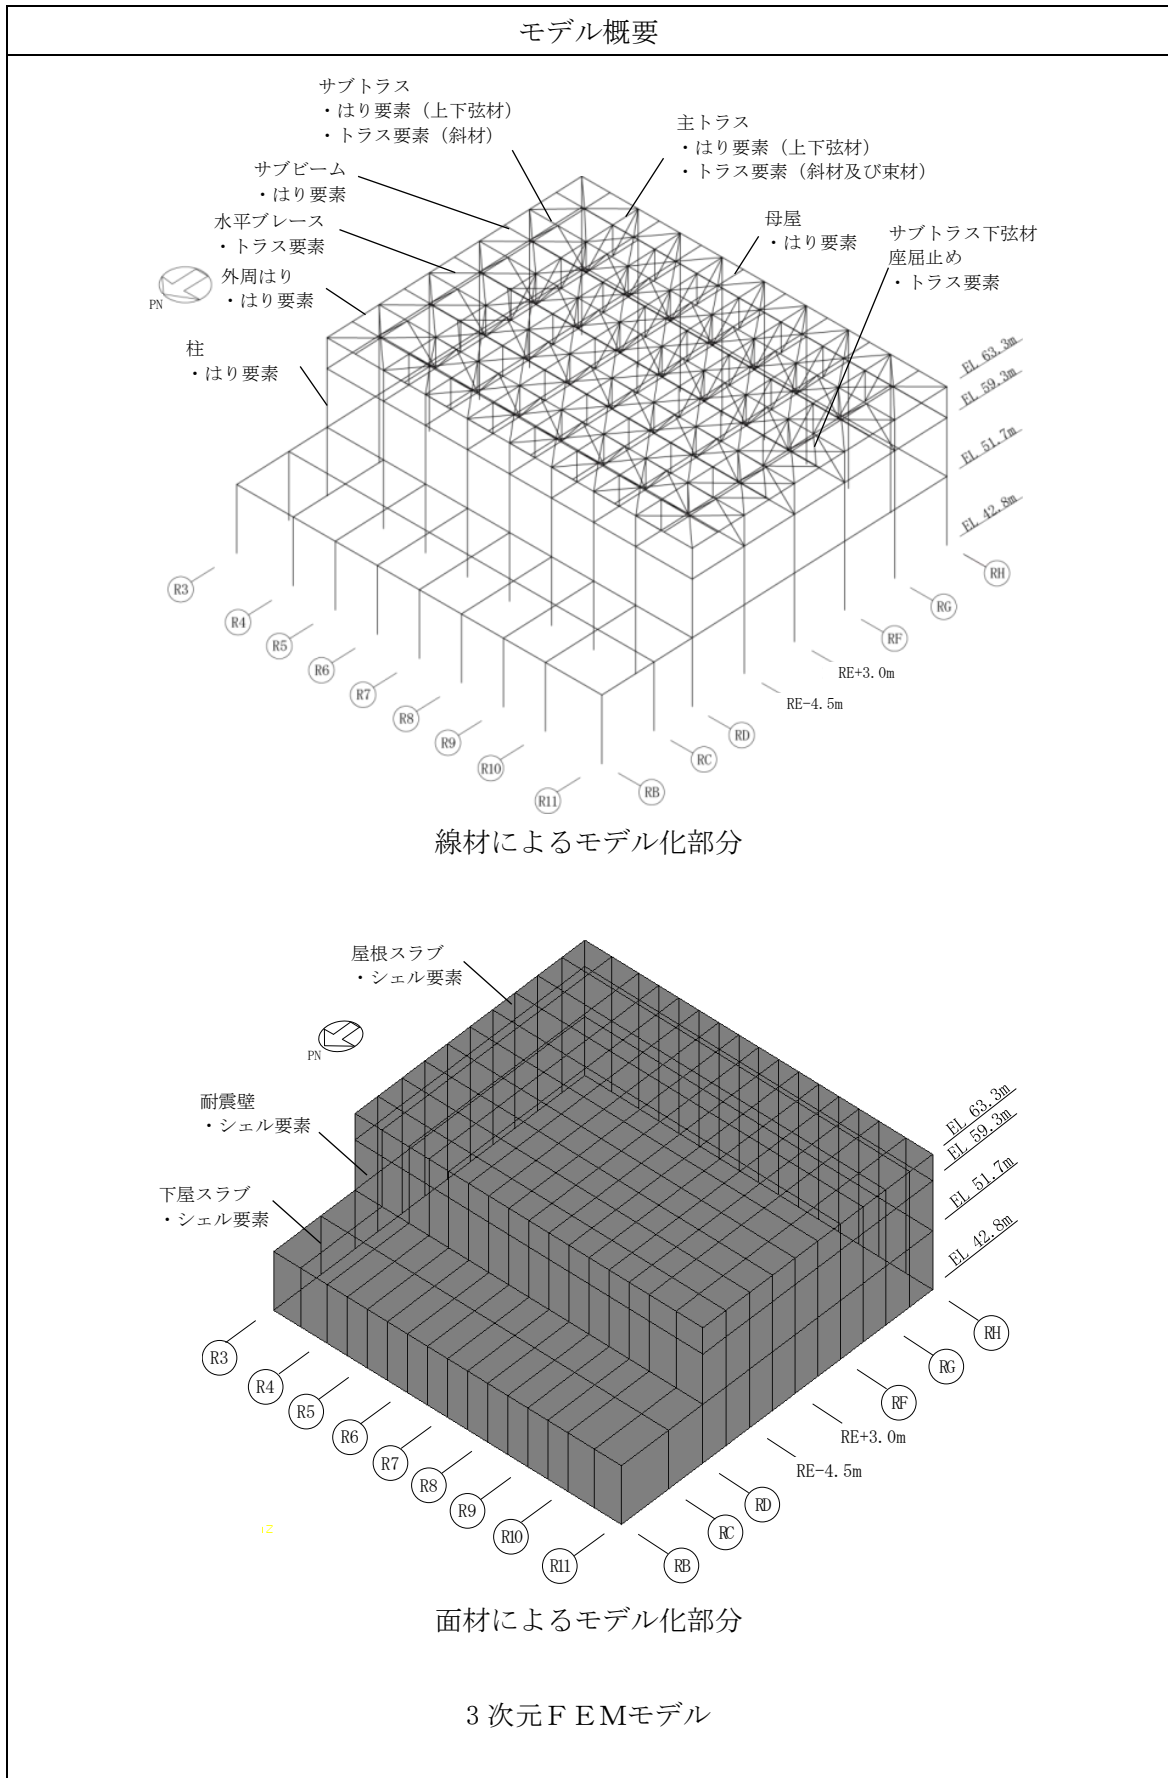 モデル概要
サブトラス
・はり要素（上下弦材）
・トラス要素（斜材）
主トラス
・はり要素（上下弦材）
・トラス要素（斜材及び束材）
サブビーム
・はり要素
水平ブレース
・トラス要素
母屋
・はり要素
サブトラス下弦材
座屈止め
・トラス要素
外周はり
・はり要素
PN
柱
・はり要素
EL 63.3m
EL 59.3m
EL 51.7m
EL 42.8m
R3
R4
R5
R6
R7
R8
R9
R10
R11
RB
RC
RD
RE-4.5m
RE+3.0m
RF
RG
RH
線材によるモデル化部分
屋根スラブ
・シェル要素
PN
耐震壁
・シェル要素
下屋スラブ
・シェル要素
EL 63.3m
EL 59.3m
EL 51.7m
EL 42.8m
R3
R4
R5
R6
R7
R8
R9
R10
R11
RB
RC
RD
RE-4.5m
RE+3.0m
RF
RG
RH
面材によるモデル化部分
3次元ＦＥＭモデル